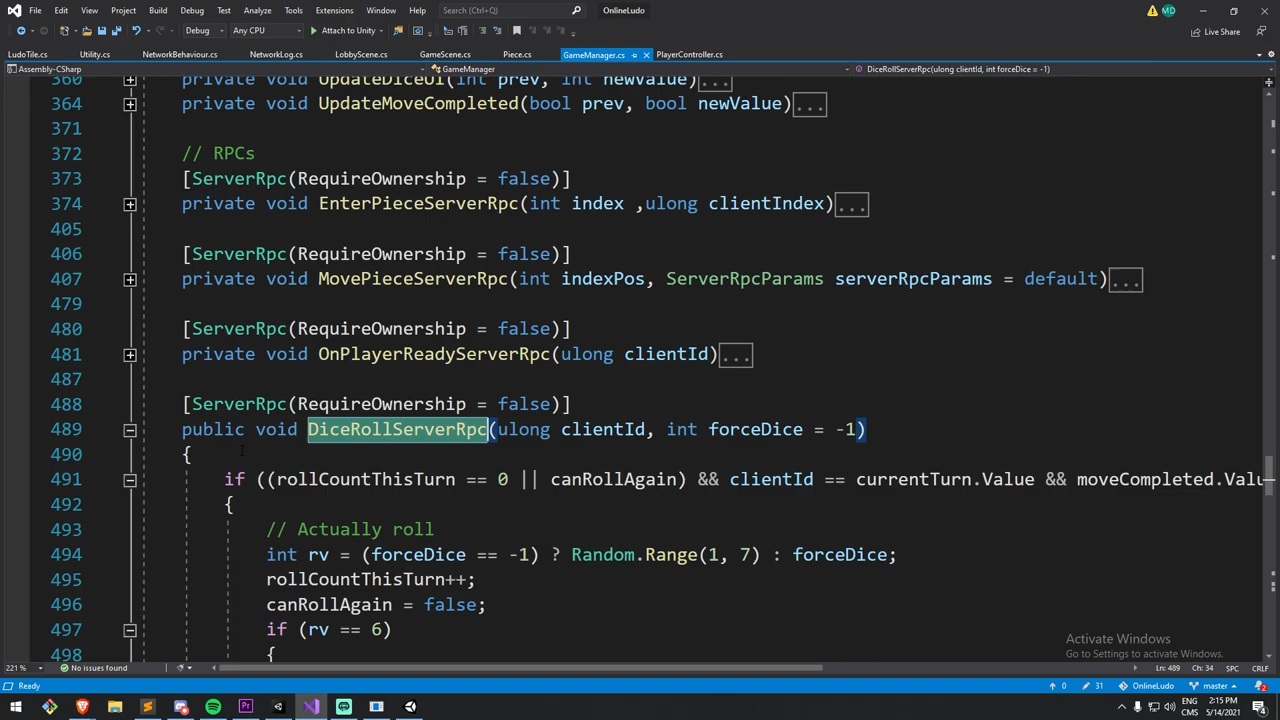 File Edit View Git Project Build Debug Test Analyze Tools Extensions Window Help Search (Ctrl+Q) OnlineLudo MD
Debug Any CPU Attach to Unity Live Share
LudoTile.cs Utility.cs NetworkBehaviour.cs NetworkLog.cs LobbyScene.cs GameScene.cs Piece.cs GameManager.cs PlayerController.cs
Assembly-CSharp GameManager DiceRollServerRpc(ulong clientId, int forceDice = -1)
360 private void UpdateDiceUI(int prev, int newValue)...
364 private void UpdateMoveCompleted(bool prev, bool newValue)...
371
372 // RPCs
373 [ServerRpc(RequireOwnership = false)]
374 private void EnterPieceServerRpc(int index ,ulong clientIndex)...
405
406 [ServerRpc(RequireOwnership = false)]
407 private void MovePieceServerRpc(int indexPos, ServerRpcParams serverRpcParams = default)...
479
480 [ServerRpc(RequireOwnership = false)]
481 private void OnPlayerReadyServerRpc(ulong clientId)...
487
488 [ServerRpc(RequireOwnership = false)]
489 public void DiceRollServerRpc(ulong clientId, int forceDice = -1)
490 {
491 if ((rollCountThisTurn == 0 || canRollAgain) && clientId == currentTurn.Value && moveCompleted.Valu
492 {
493 // Actually roll
494 int rv = (forceDice == -1) ? Random.Range(1, 7) : forceDice;
495 rollCountThisTurn++;
496 canRollAgain = false;
497 if (rv == 6)
498 {
Activate Windows
Go to Settings to activate Windows.
221 % No issues found Ln: 489 Ch: 34 SPC CRLF
Ready 0 31 OnlineLudo master 2
ENG 2:15 PM
CMS 5/14/2021 4